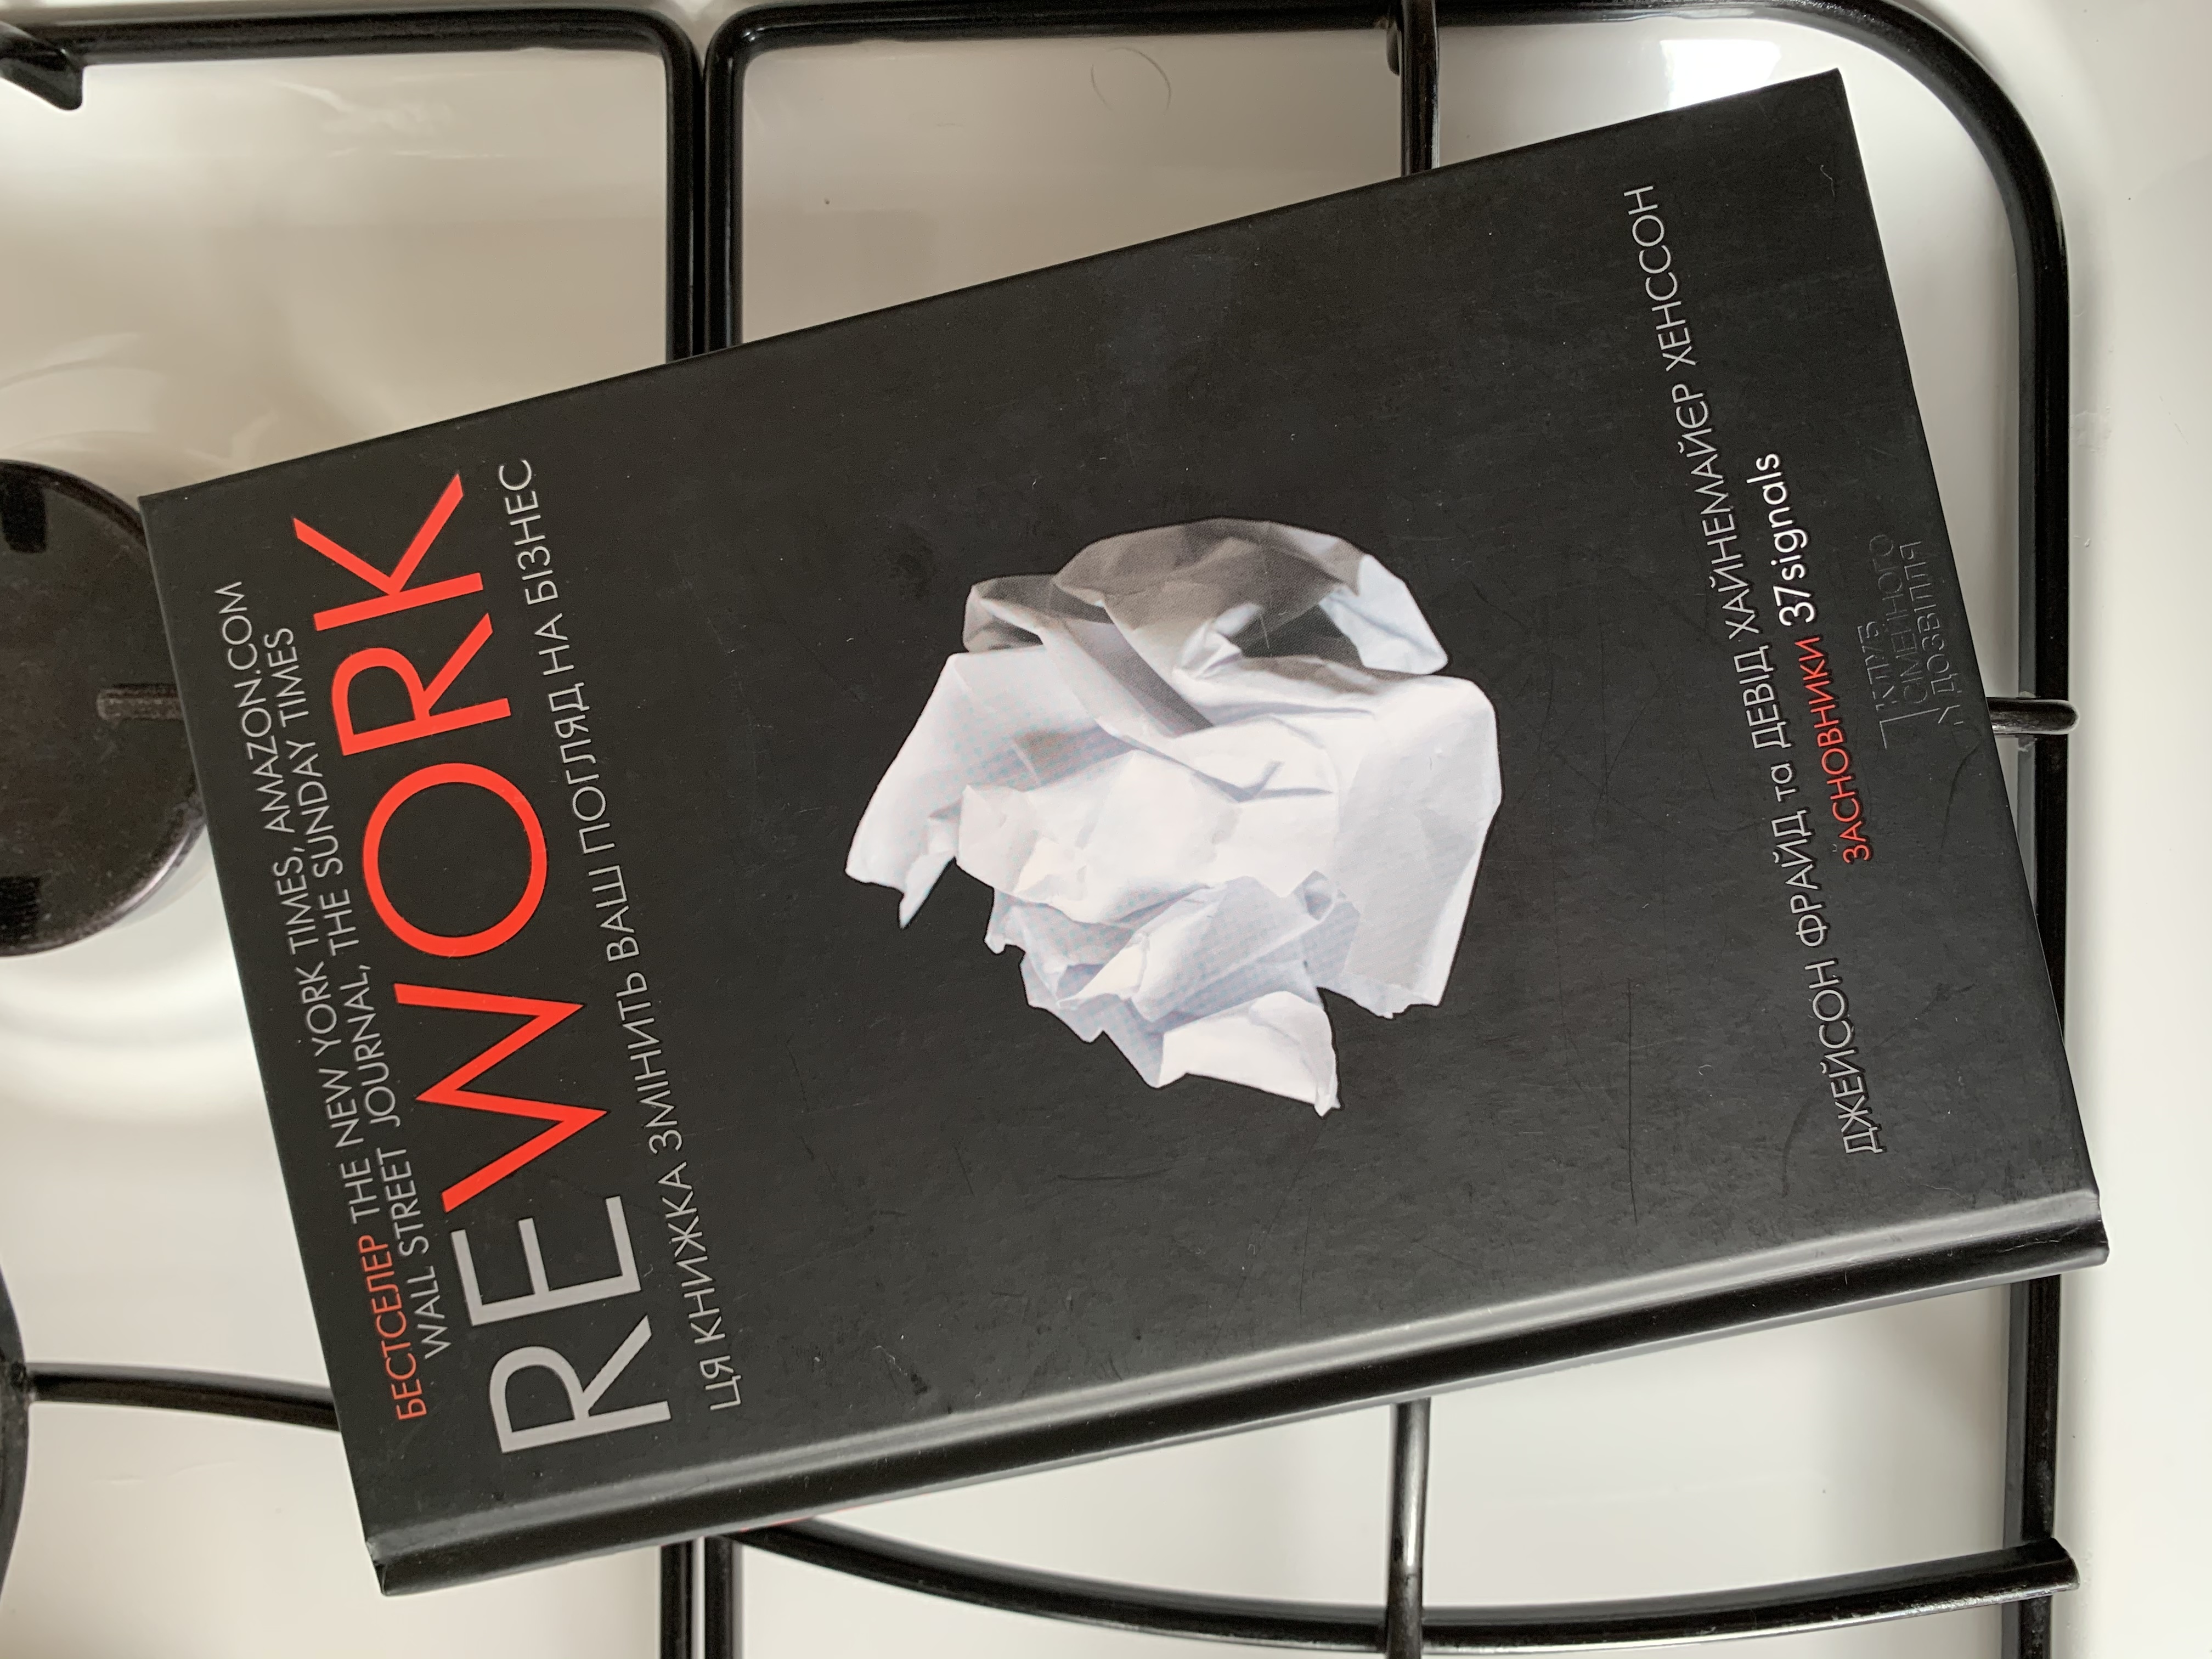 БЕСТСЕЛЕР THE NEW YORK TIMES, AMAZON.COM
WALL STREET JOURNAL, THE SUNDAY TIMES
REWORK
ЦЯ КНИЖКА ЗМІНИТЬ ВАШ ПОГЛЯД НА БІЗНЕС
ДЖЕЙСОН ФРАЙД та ДЕВІД ХАЙНЕМАЙЄР ХЕНССОН
ЗАСНОВНИКИ 37signals
КЛУБ
СІМЕЙНОГО
ДОЗВІЛЛЯ